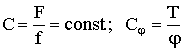 C = F/f = const; C_φ = T/φ